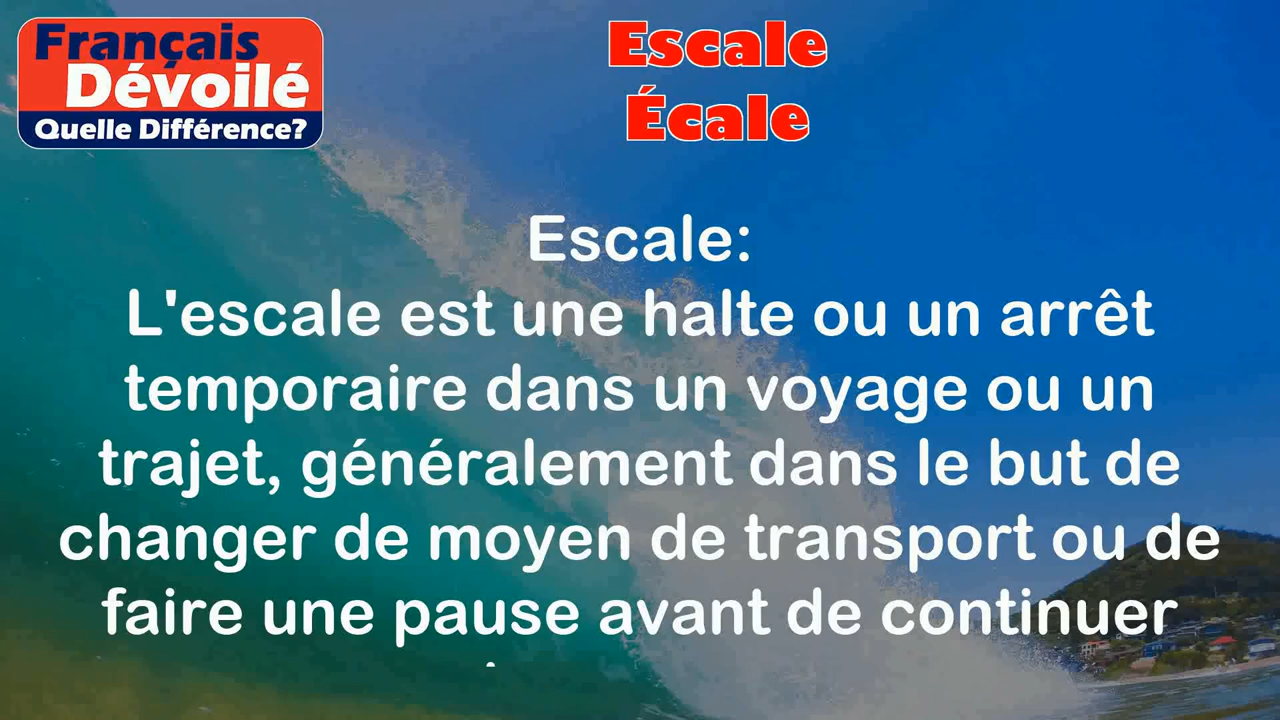 Français
Dévoilé
Quelle Différence?
Escale
Écale
Escale:
L'escale est une halte ou un arrêt
temporaire dans un voyage ou un
trajet, généralement dans le but de
changer de moyen de transport ou de
faire une pause avant de continuer